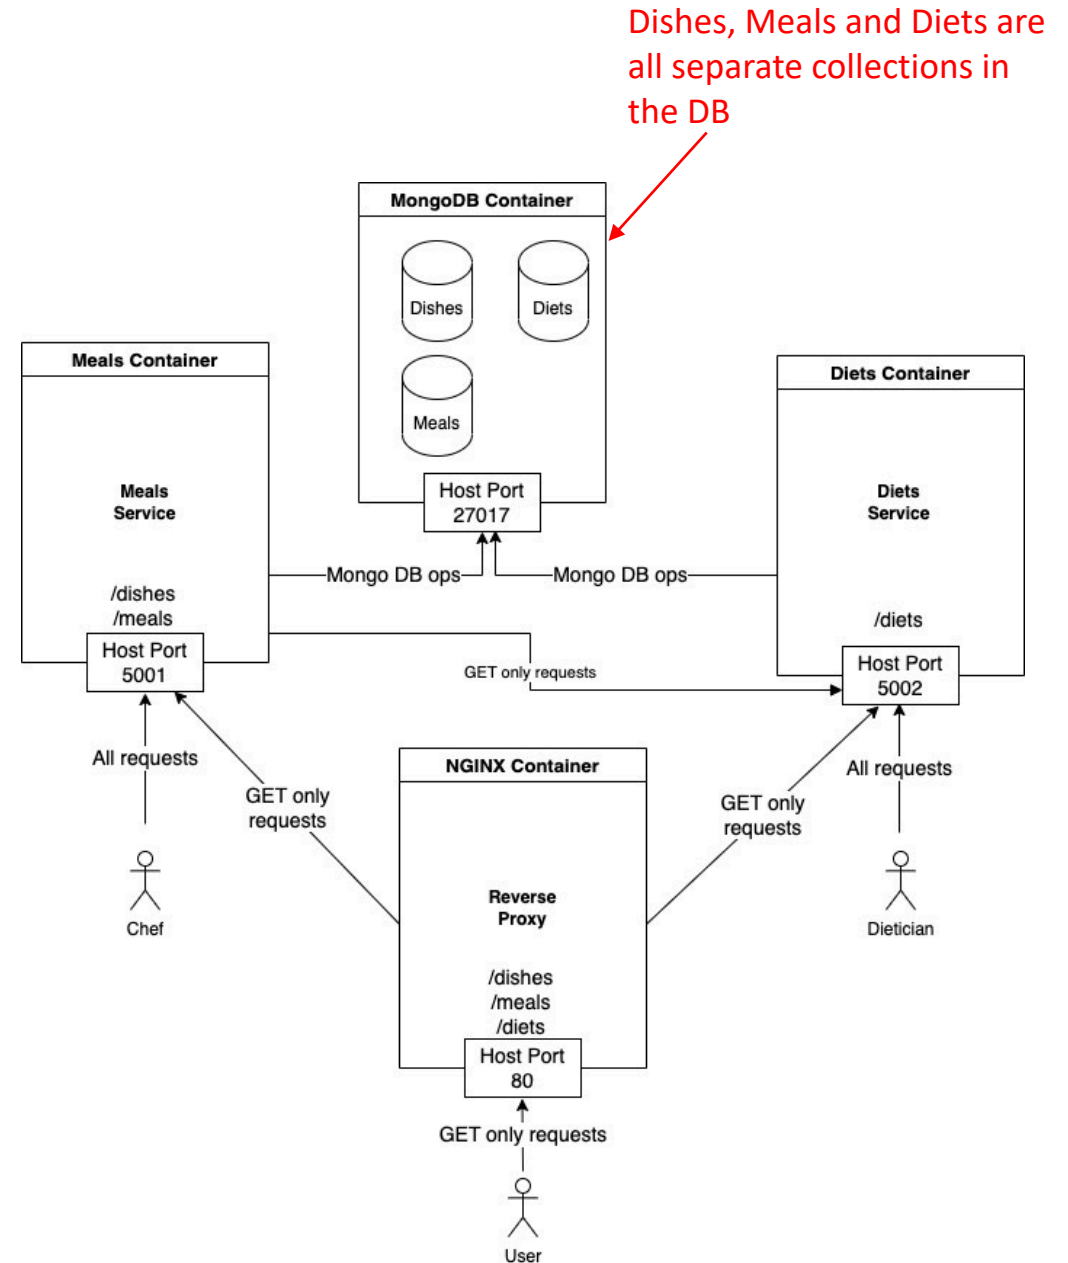 Dishes, Meals and Diets are
all separate collections in
the DB
MongoDB Container
Dishes
Diets
Meals
Host Port
27017
Meals Container
Meals
Service
/dishes
/meals
Host Port
5001
Diets Container
Diets
Service
/diets
Host Port
5002
Mongo DB ops
Mongo DB ops
GET only requests
All requests
GET only
requests
GET only
requests
All requests
Chef
Dietician
NGINX Container
Reverse
Proxy
/dishes
/meals
/diets
Host Port
80
GET only requests
User